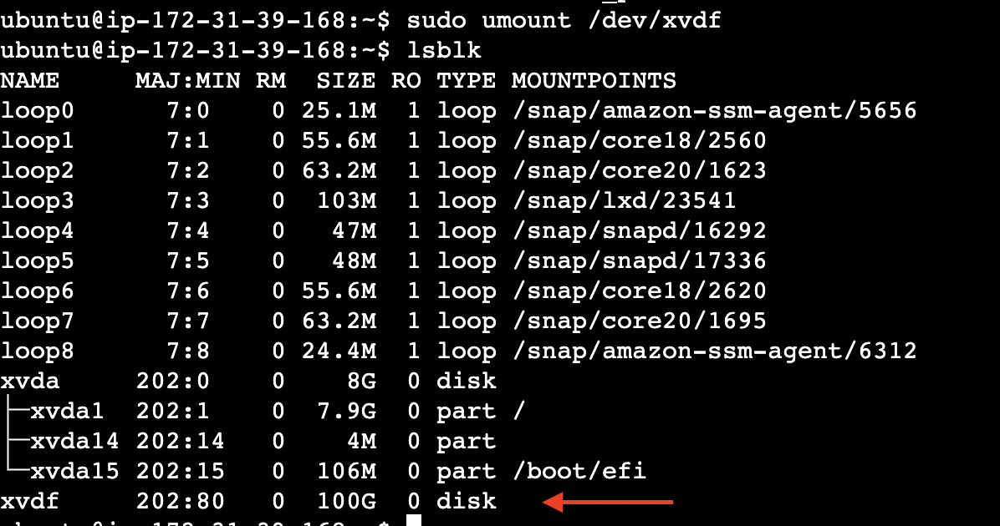 ubuntu@ip-172-31-39-168:~$ sudo umount /dev/xvdf
ubuntu@ip-172-31-39-168:~$ lsblk
NAME     MAJ:MIN RM   SIZE RO TYPE MOUNTPOINTS
loop0      7:0    0  25.1M  1 loop /snap/amazon-ssm-agent/5656
loop1      7:1    0  55.6M  1 loop /snap/core18/2560
loop2      7:2    0  63.2M  1 loop /snap/core20/1623
loop3      7:3    0   103M  1 loop /snap/lxd/23541
loop4      7:4    0    47M  1 loop /snap/snapd/16292
loop5      7:5    0    48M  1 loop /snap/snapd/17336
loop6      7:6    0  55.6M  1 loop /snap/core18/2620
loop7      7:7    0  63.2M  1 loop /snap/core20/1695
loop8      7:8    0  24.4M  1 loop /snap/amazon-ssm-agent/6312
xvda     202:0    0     8G  0 disk
├─xvda1  202:1    0   7.9G  0 part /
├─xvda14 202:14   0     4M  0 part
└─xvda15 202:15   0   106M  0 part /boot/efi
xvdf     202:80   0   100G  0 disk
ubuntu@ip-172-31-39-168:~$